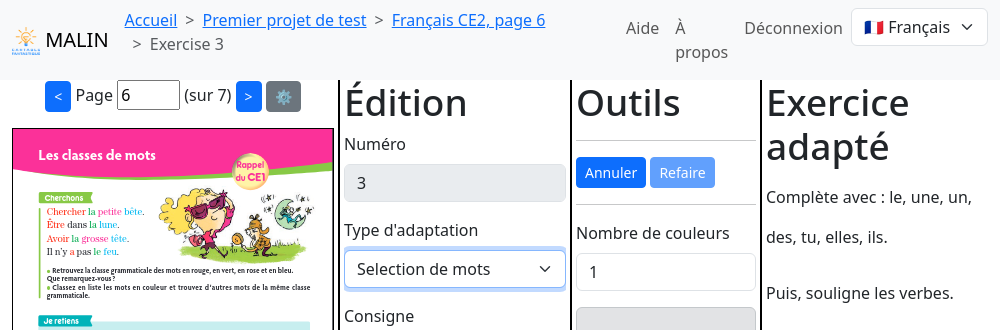 MALIN
Accueil > Premier projet de test > Français CE2, page 6
> Exercise 3
Aide
À propos
Déconnexion
🇫🇷 Français
< Page 6 (sur 7) > ⚙️
Les classes de mots
Rappel
du CE1
Cherchons
Chercher la petite bête.
Être dans la lune.
Avoir la grosse tête.
Il n'y a pas le feu.
• Retrouvez la classe grammaticale des mots en rouge, en vert, en rose et en bleu.
Que remarquez-vous ?
• Classez en liste les mots en couleur et trouvez d'autres mots de la même classe
grammaticale.
Je retiens
Édition
Numéro
3
Type d'adaptation
Selection de mots
Consigne
Outils
Annuler Refaire
Nombre de couleurs
1
Exercice
adapté
Complète avec : le, une, un,
des, tu, elles, ils.
Puis, souligne les verbes.